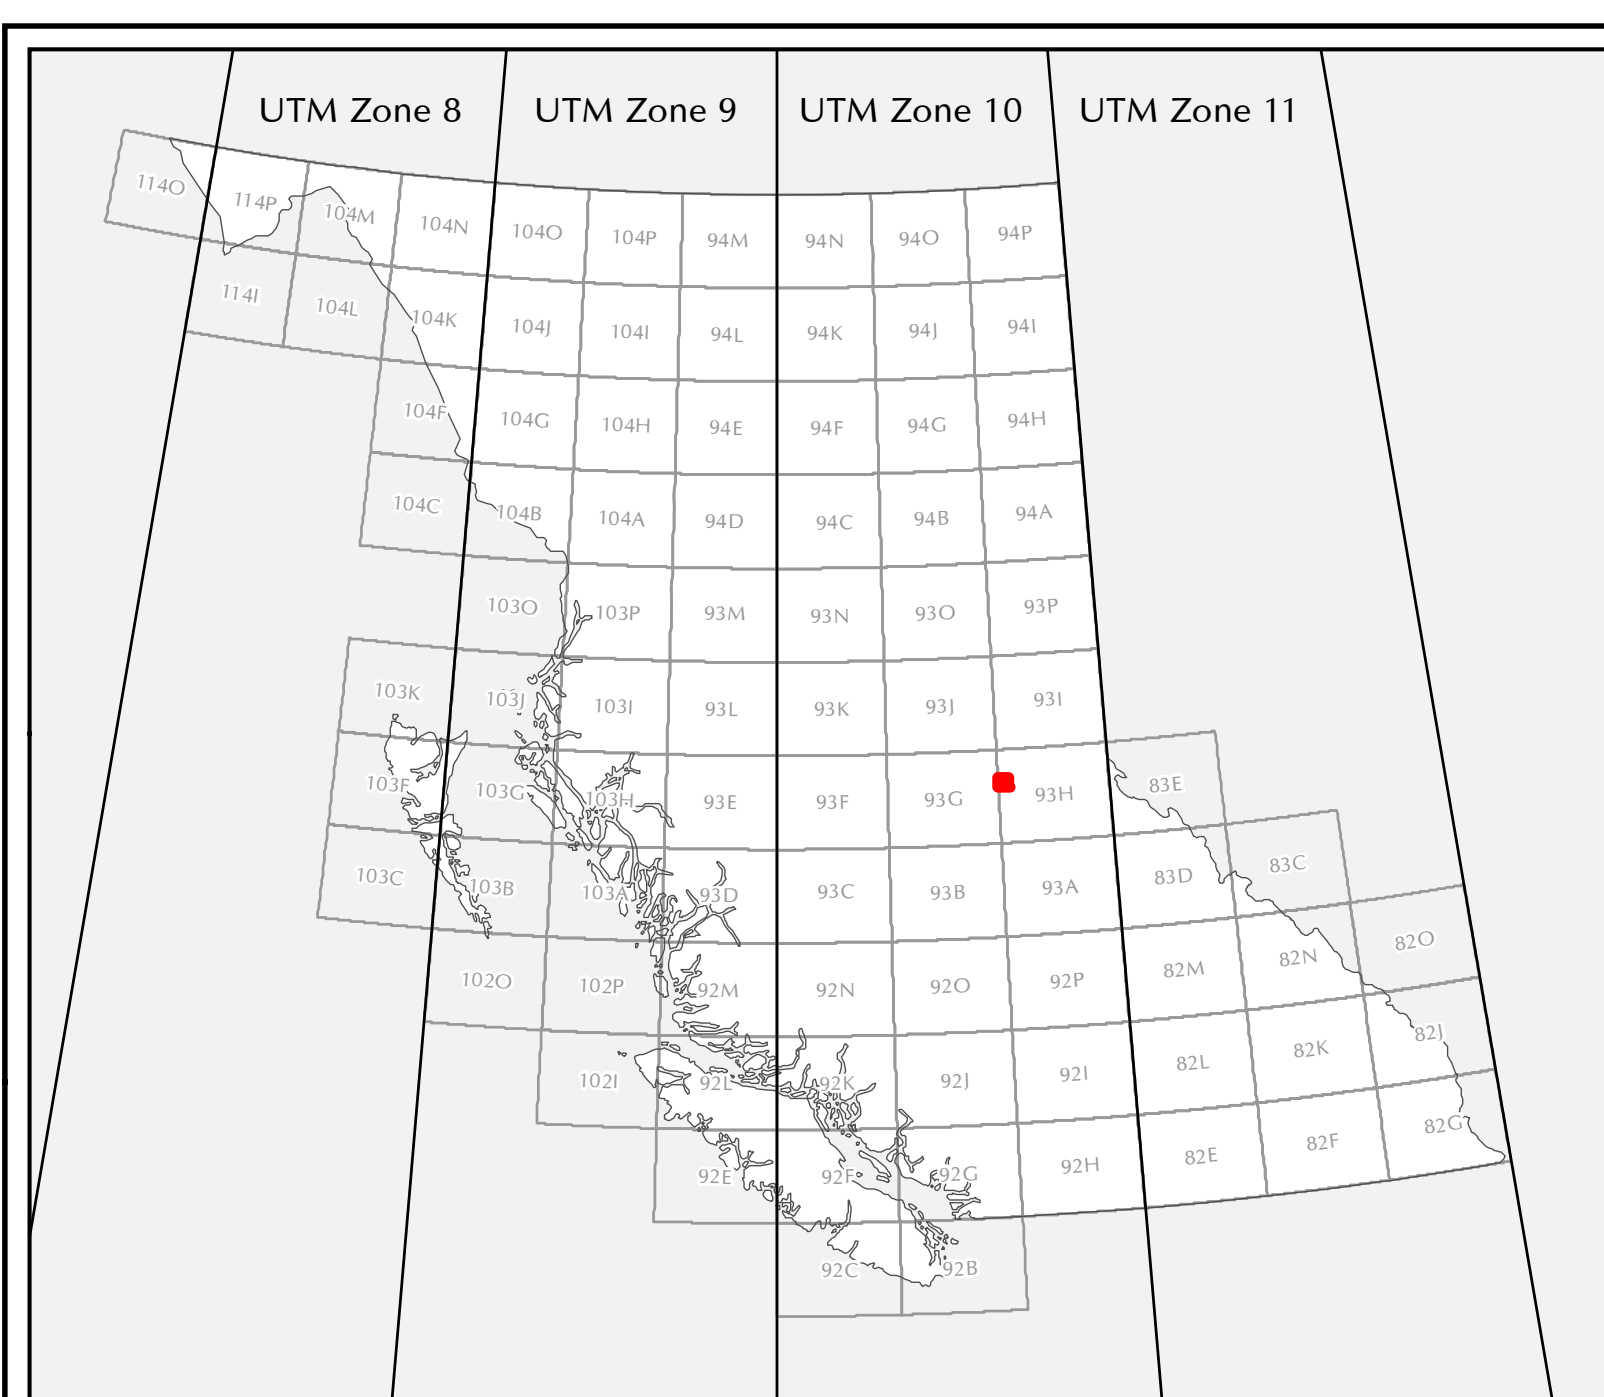 UTM Zone 8 UTM Zone 9 UTM Zone 10 UTM Zone 11
114O 114P 104M 104N 104O 104P 94M 94N 94O 94P
114I 104L 104K 104J 104I 94L 94K 94J 94I
104F 104G 104H 94E 94F 94G 94H
104C 104B 104A 94D 94C 94B 94A
103O 103P 93M 93N 93O 93P
103K 103J 103I 93L 93K 93J 93I
103F 103G 103H 93E 93F 93G 93H 83E
103C 103B 103A 93D 93C 93B 93A 83D 83C
102O 102P 92M 92N 92O 92P 82M 82N 82O
102I 92L 92K 92J 92I 82L 82K 82J
92E 92F 92G 92H 82E 82F 82G
92C 92B